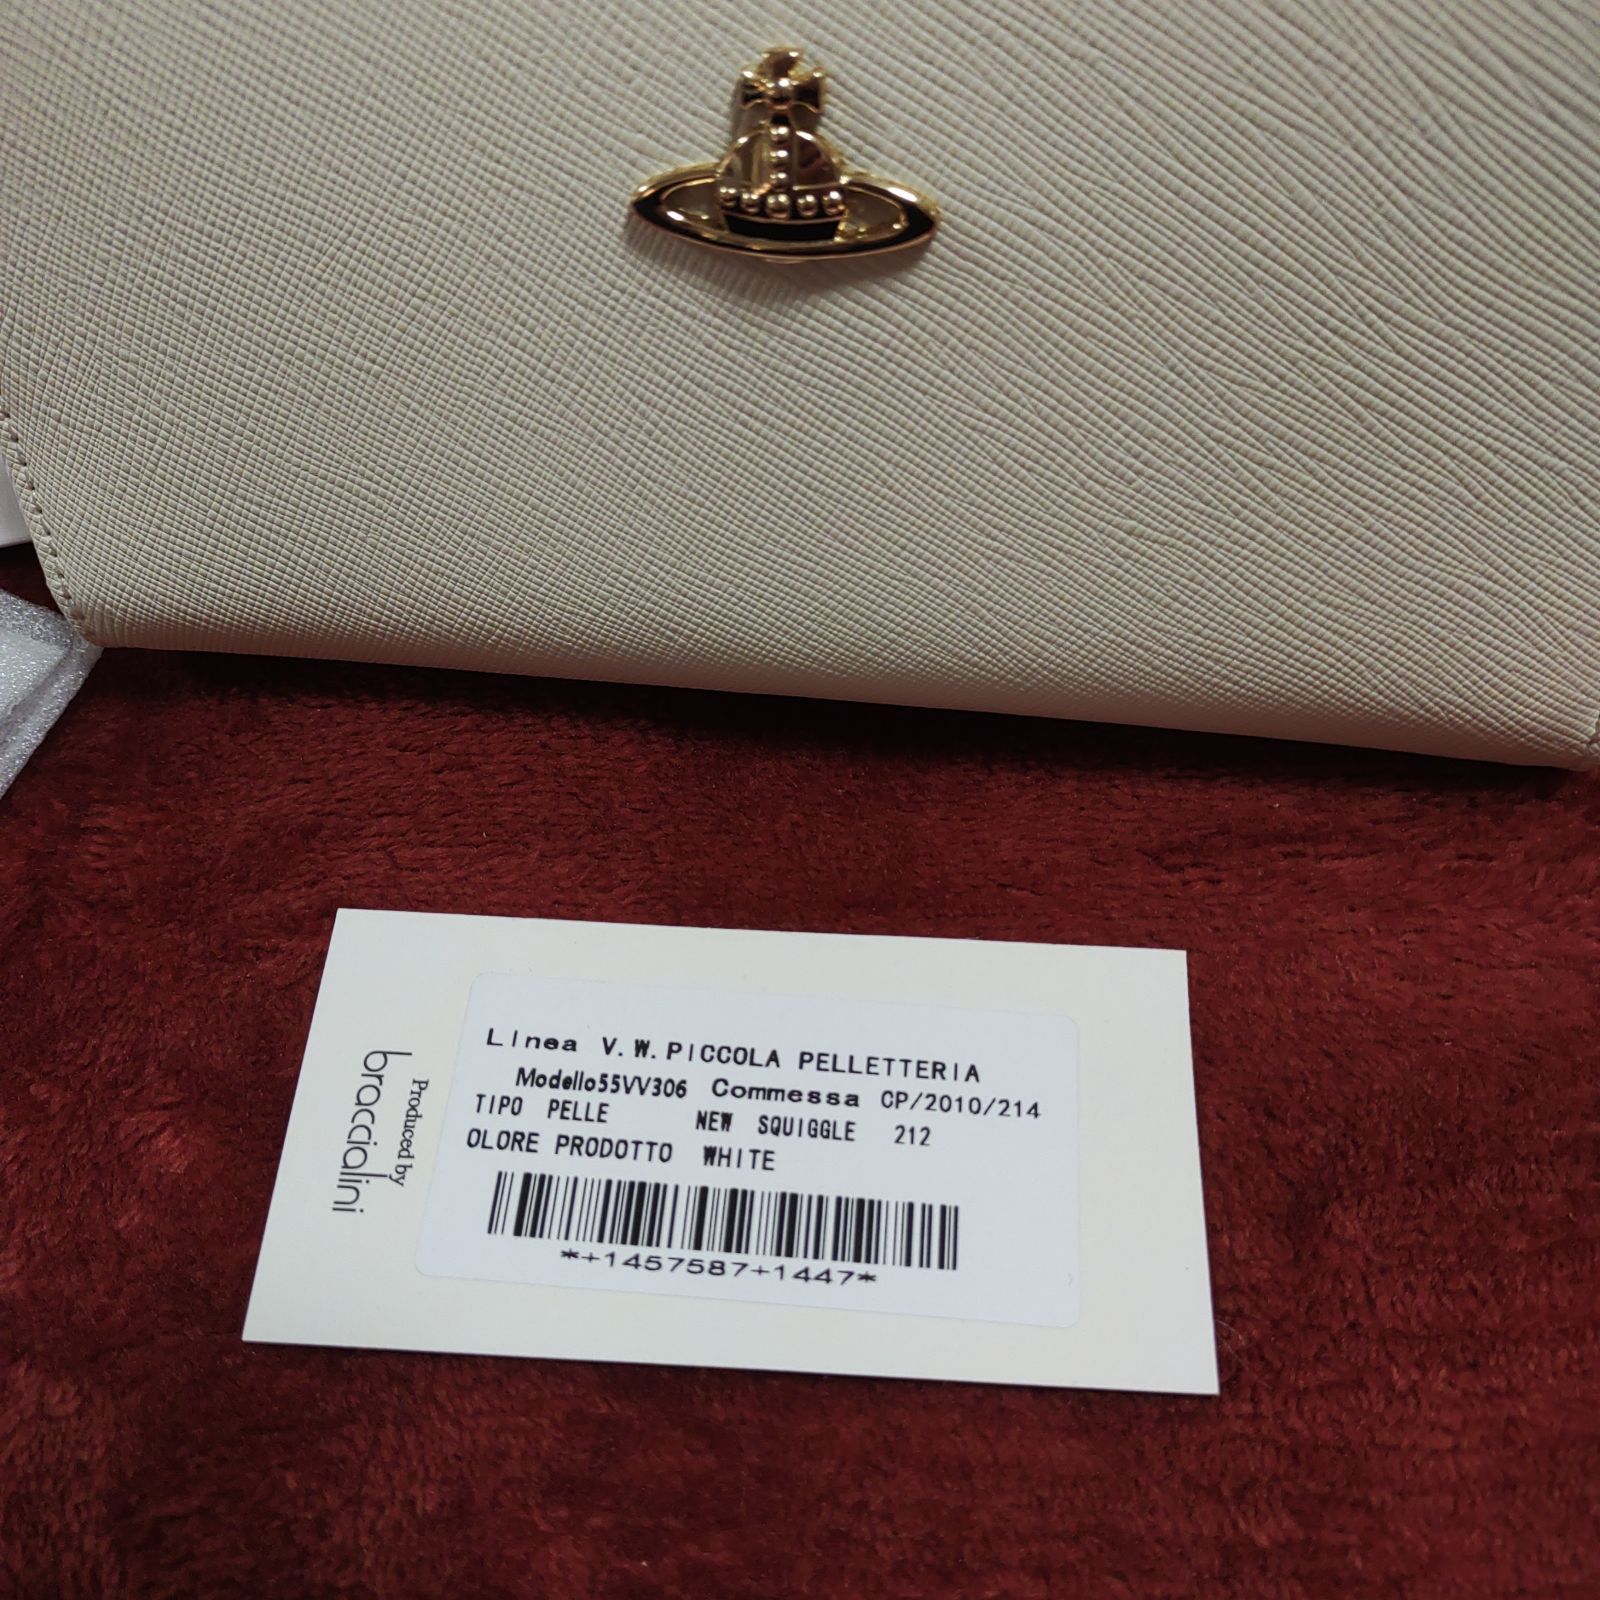 Linea V.W.PICCOLA PELLETTERIA
Modello55VV306 Commessa CP/2010/214
TIPO PELLE NEW SQUIGGLE 212
OLORE PRODOTTO WHITE
*+1457587+1447*
Produced by
braccialini